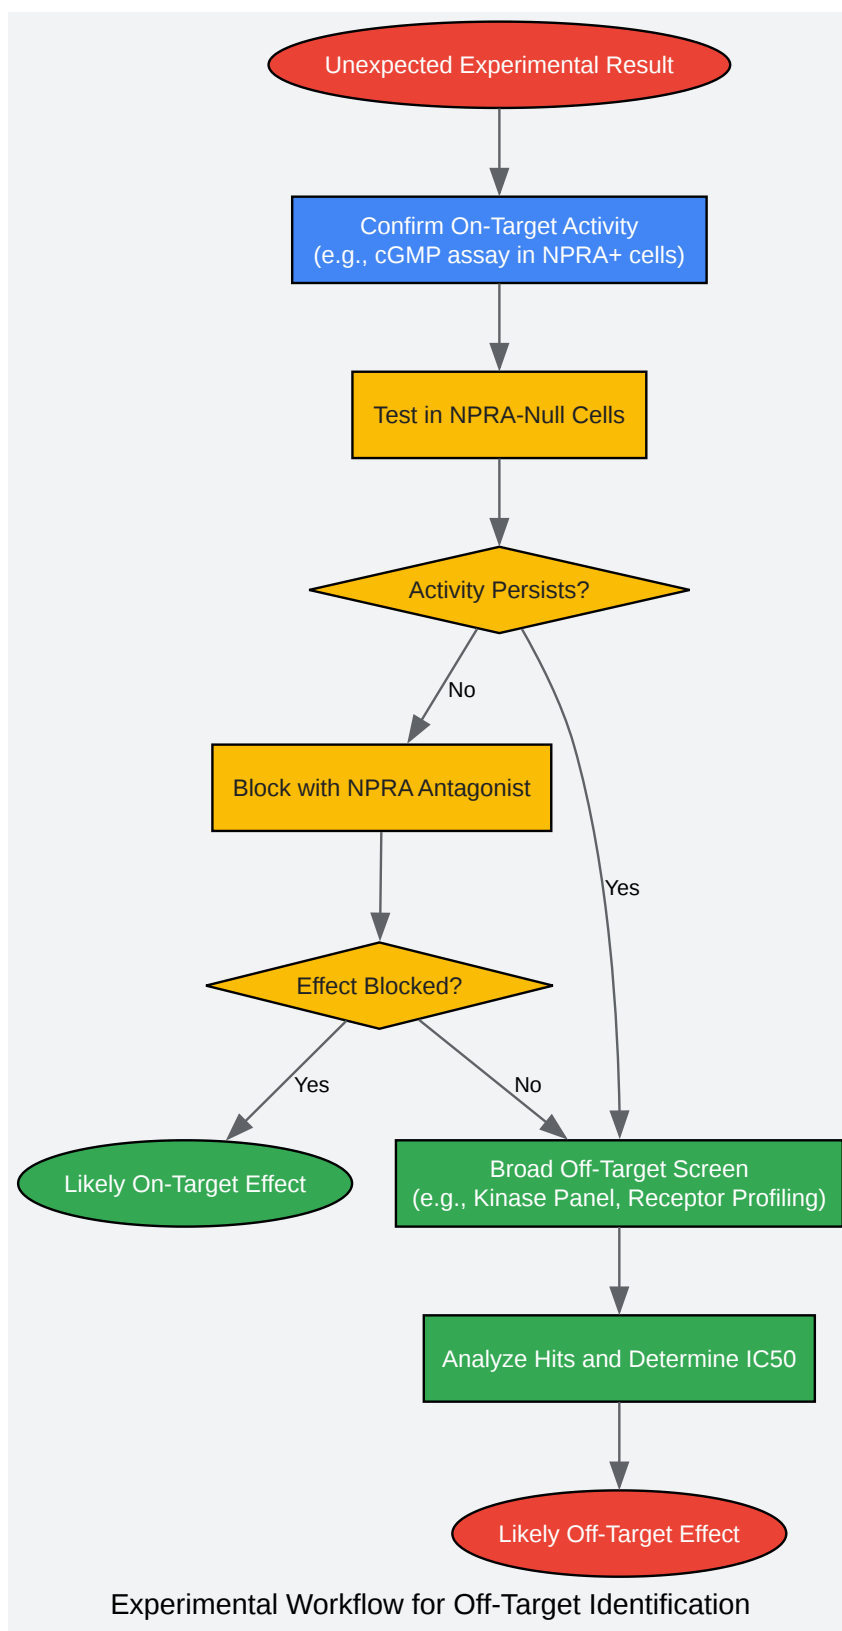 Unexpected Experimental Result
Confirm On-Target Activity
(e.g., cGMP assay in NPRA+ cells)
Test in NPRA-Null Cells
Activity Persists?
No
Block with NPRA Antagonist
Yes
Effect Blocked?
Yes
No
Likely On-Target Effect
Broad Off-Target Screen
(e.g., Kinase Panel, Receptor Profiling)
Analyze Hits and Determine IC50
Likely Off-Target Effect
Experimental Workflow for Off-Target Identification